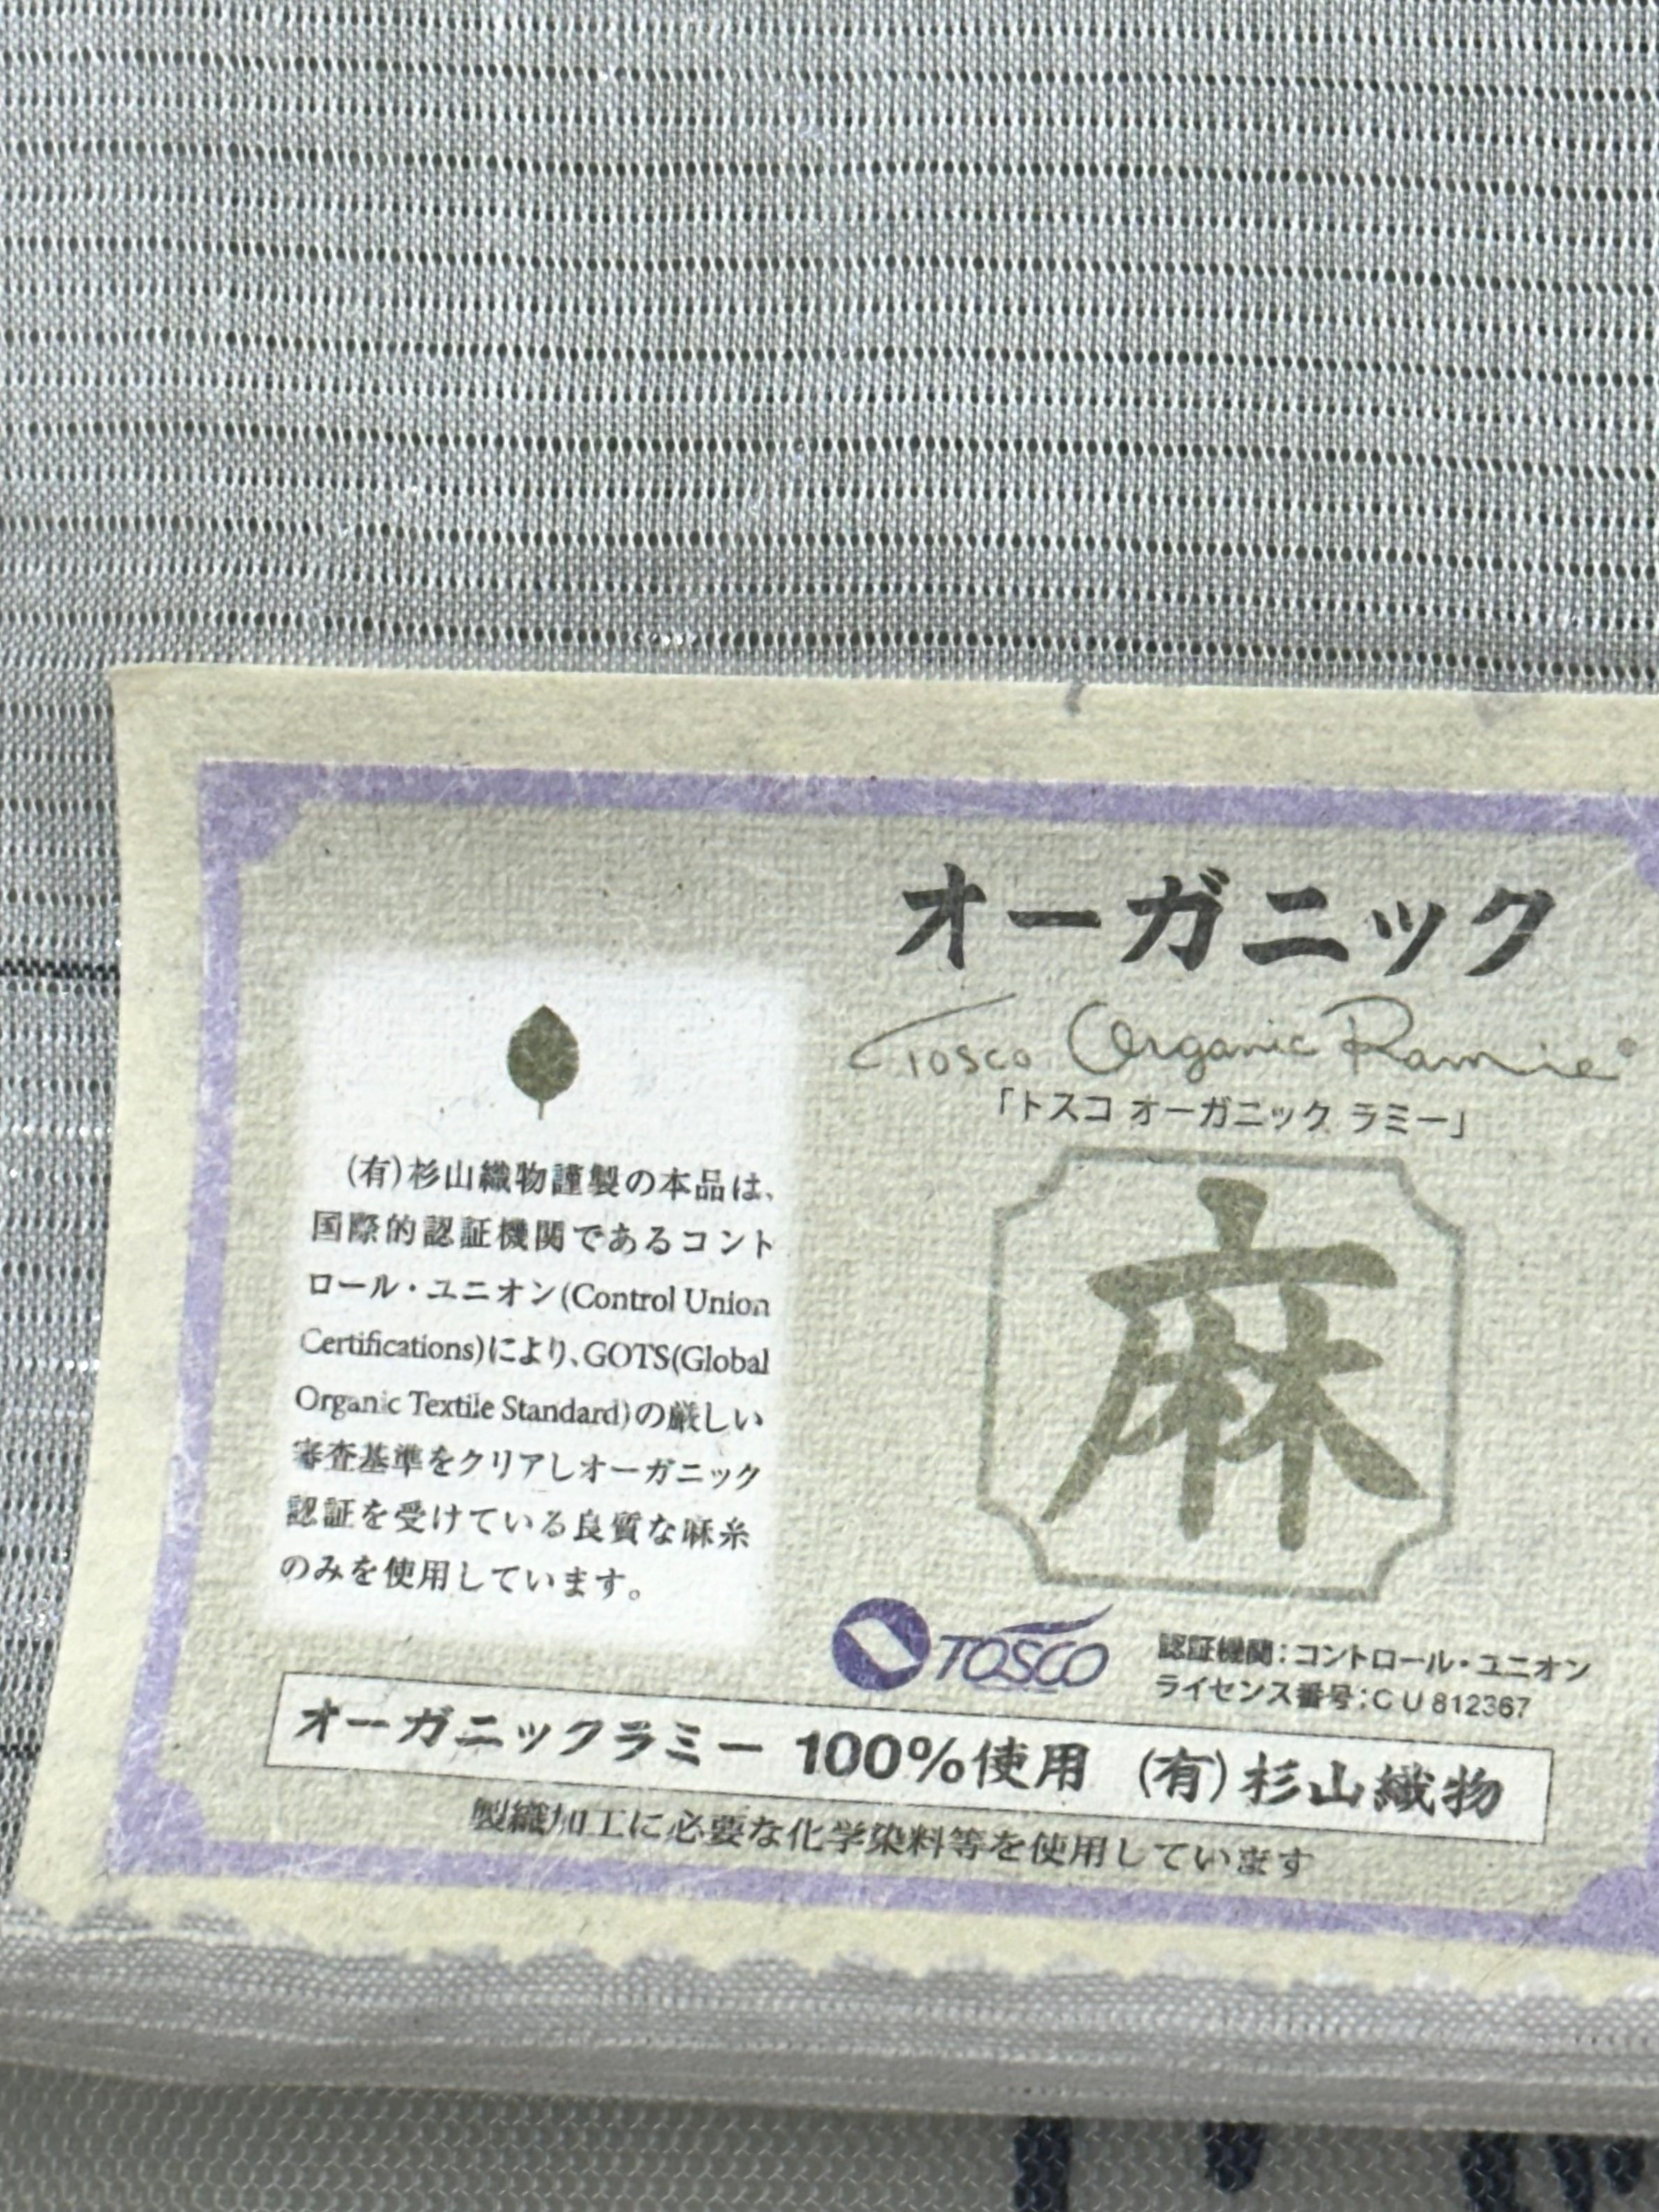 オーガニック
Tosco Organic Ramie
「トスコ オーガニック ラミー」
麻
(有)杉山織物謹製の本品は、
国際的認証機関であるコント
ロール・ユニオン(Control Union
Certifications)により、GOTS(Global
Organic Textile Standard)の厳しい
審査基準をクリアしオーガニック
認証を受けている良質な麻糸
のみを使用しています。
TOSCO
認証機関：コントロール・ユニオン
ライセンス番号：CU812367
オーガニックラミー 100%使用 (有)杉山織物
製織加工に必要な化学染料等を使用しています